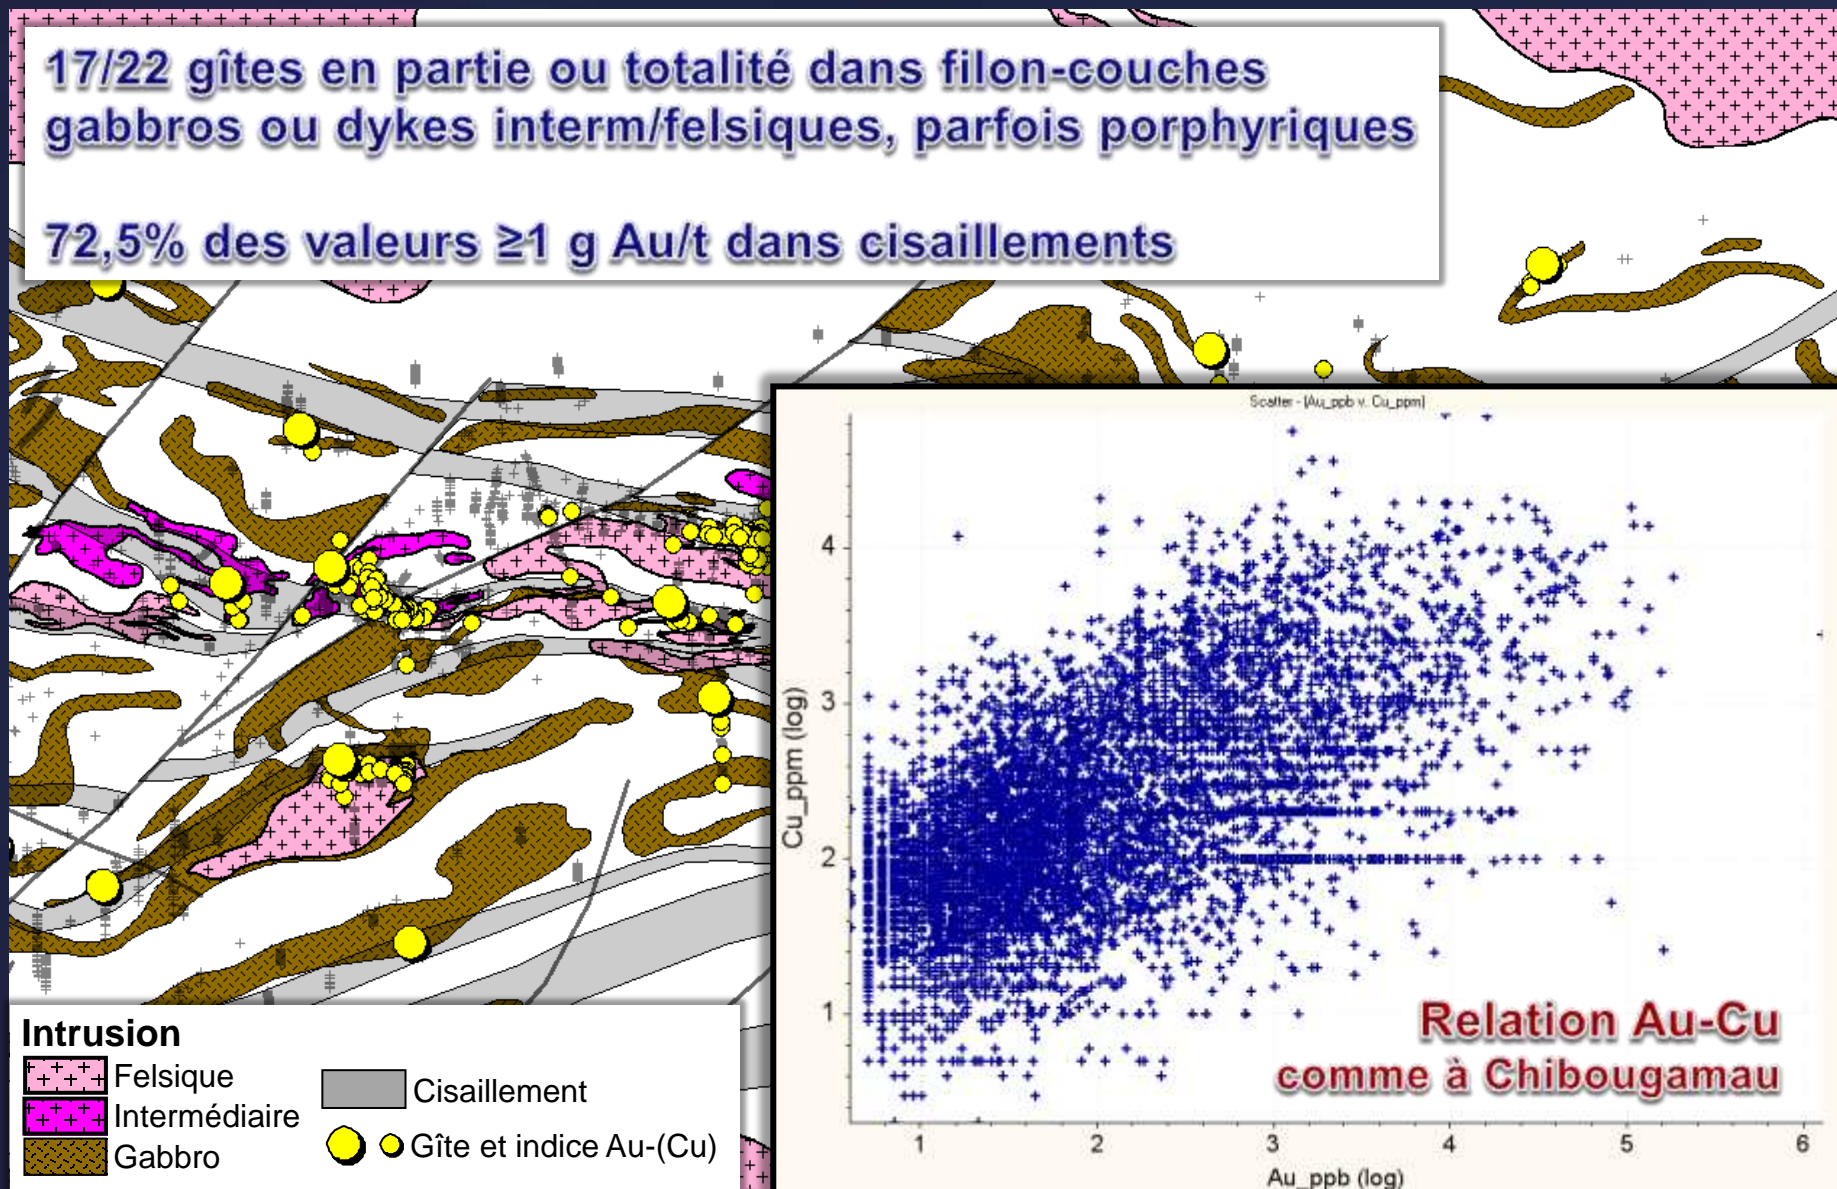 17/22 gîtes en partie ou totalité dans filon-couches
gabbros ou dykes interm/felsiques, parfois porphyriques
72,5% des valeurs ≥1 g Au/t dans cisaillements
Scatter - [Au_ppb v. Cu_ppm]
4
3
2
1
Cu_ppm (log)
1 2 3 4 5 6
Au_ppb (log)
Relation Au-Cu
comme à Chibougamau
Intrusion
Felsique
Intermédiaire
Gabbro
Cisaillement
Gîte et indice Au-(Cu)